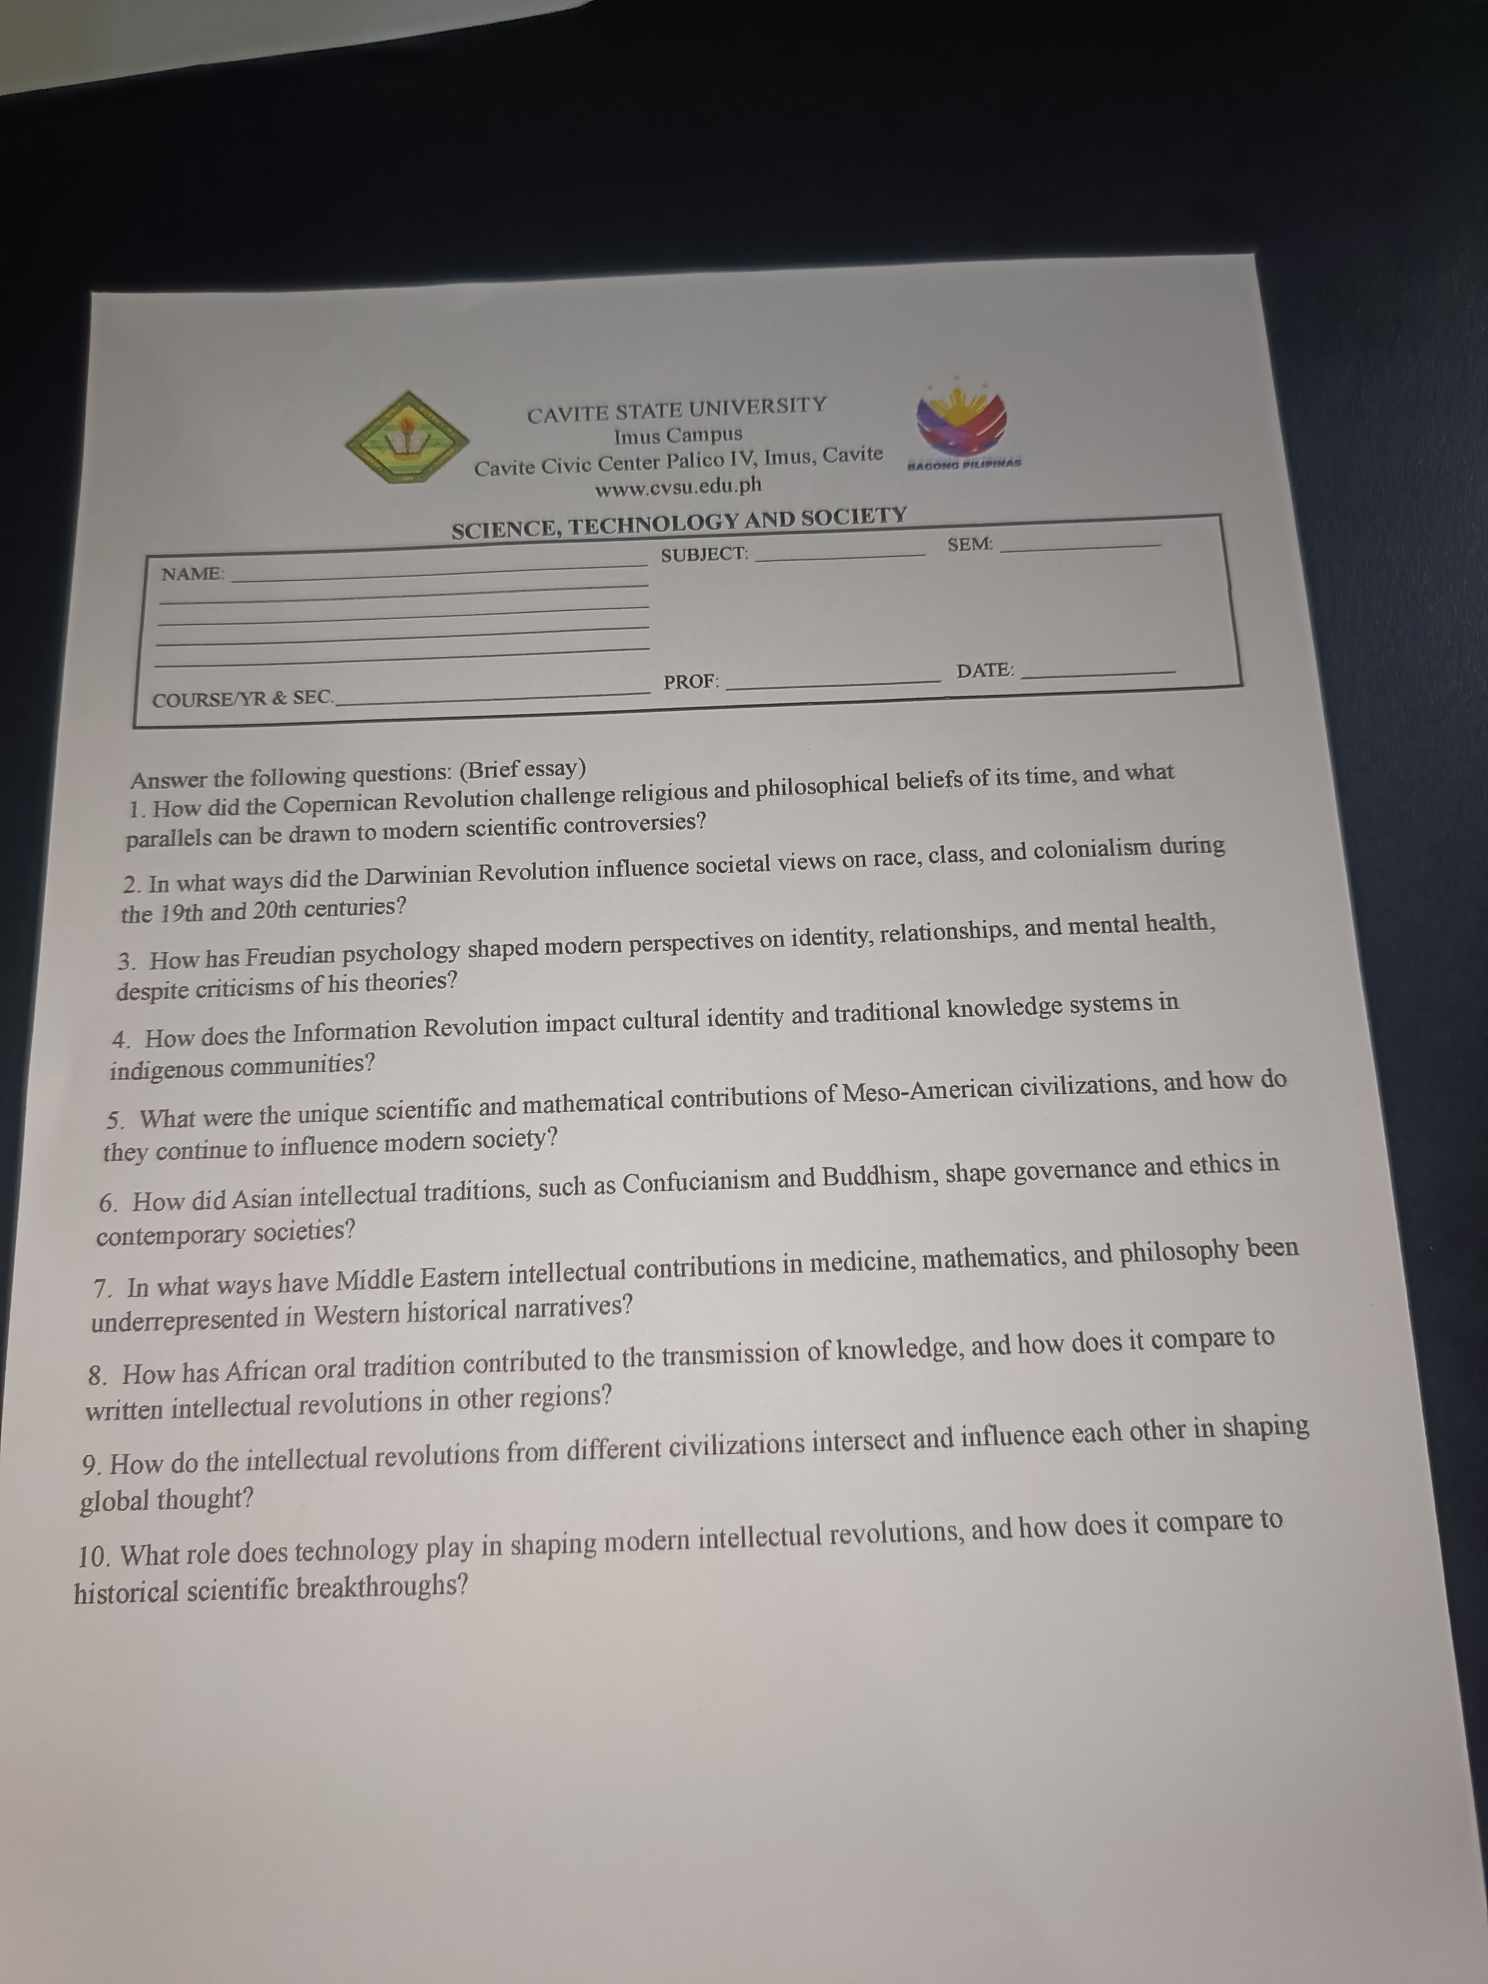 CAVITE STATE UNIVERSITY
Imus Campus
Cavite Civic Center Palico IV, Imus, Cavite
www.cvsu.edu.ph
BAGONG PILIPINAS
SCIENCE, TECHNOLOGY AND SOCIETY
NAME: SUBJECT: SEM:
COURSE/YR & SEC. PROF: DATE:
Answer the following questions: (Brief essay)
1. How did the Copernican Revolution challenge religious and philosophical beliefs of its time, and what
parallels can be drawn to modern scientific controversies?
2. In what ways did the Darwinian Revolution influence societal views on race, class, and colonialism during
the 19th and 20th centuries?
3. How has Freudian psychology shaped modern perspectives on identity, relationships, and mental health,
despite criticisms of his theories?
4. How does the Information Revolution impact cultural identity and traditional knowledge systems in
indigenous communities?
5. What were the unique scientific and mathematical contributions of Meso-American civilizations, and how do
they continue to influence modern society?
6. How did Asian intellectual traditions, such as Confucianism and Buddhism, shape governance and ethics in
contemporary societies?
7. In what ways have Middle Eastern intellectual contributions in medicine, mathematics, and philosophy been
underrepresented in Western historical narratives?
8. How has African oral tradition contributed to the transmission of knowledge, and how does it compare to
written intellectual revolutions in other regions?
9. How do the intellectual revolutions from different civilizations intersect and influence each other in shaping
global thought?
10. What role does technology play in shaping modern intellectual revolutions, and how does it compare to
historical scientific breakthroughs?